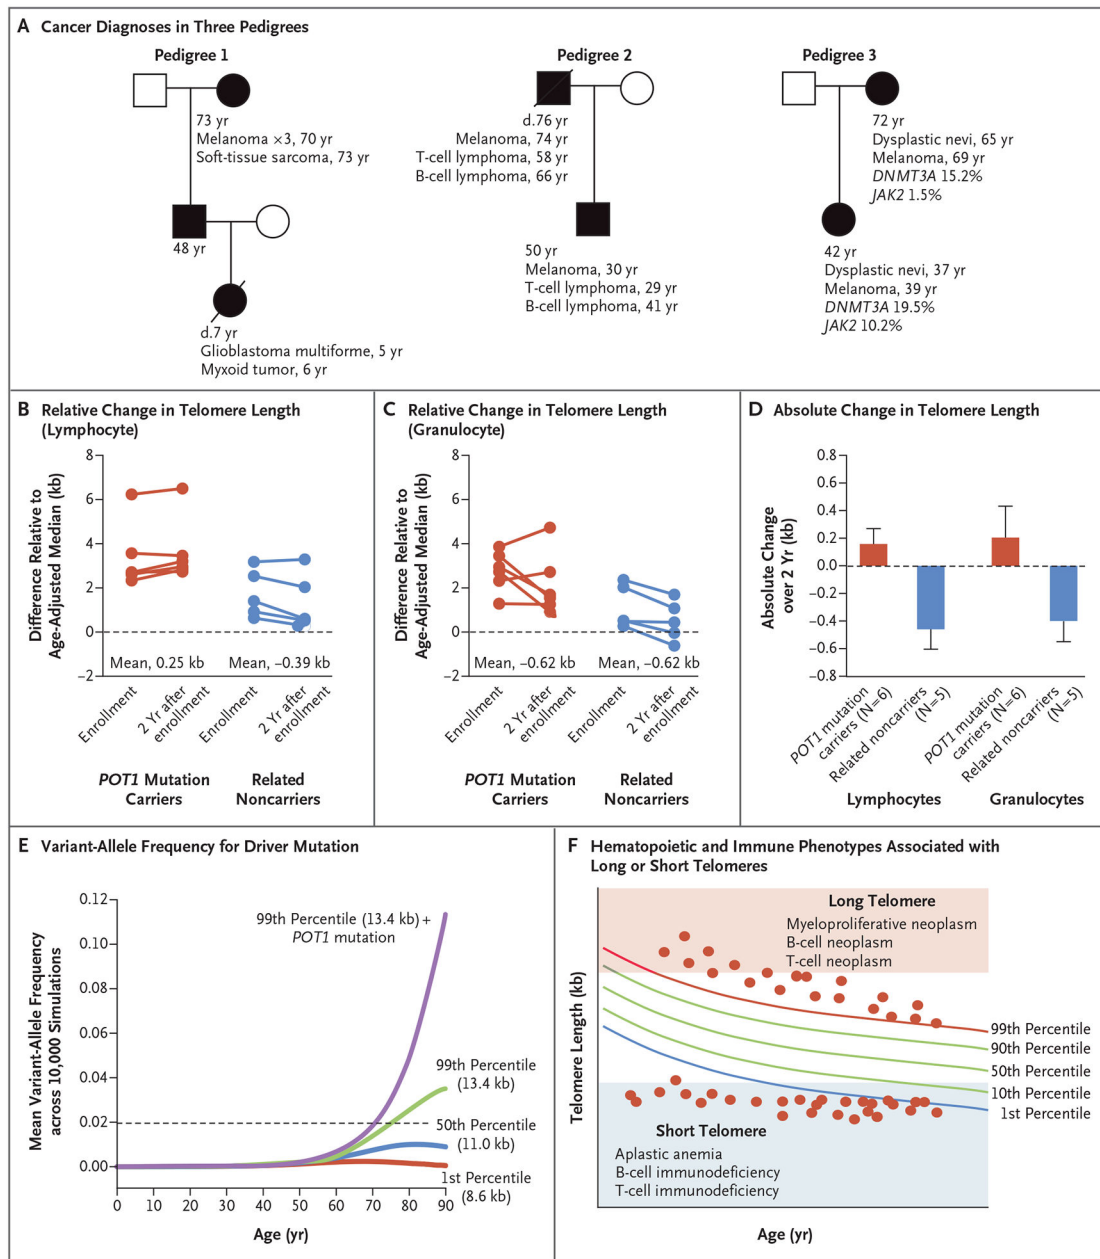 A Cancer Diagnoses in Three Pedigrees
Pedigree 1
73 yr
Melanoma ×3, 70 yr
Soft-tissue sarcoma, 73 yr
48 yr
d.7 yr
Glioblastoma multiforme, 5 yr
Myxoid tumor, 6 yr
Pedigree 2
d.76 yr
Melanoma, 74 yr
T-cell lymphoma, 58 yr
B-cell lymphoma, 66 yr
50 yr
Melanoma, 30 yr
T-cell lymphoma, 29 yr
B-cell lymphoma, 41 yr
Pedigree 3
72 yr
Dysplastic nevi, 65 yr
Melanoma, 69 yr
DNMT3A 15.2%
JAK2 1.5%
42 yr
Dysplastic nevi, 37 yr
Melanoma, 39 yr
DNMT3A 19.5%
JAK2 10.2%
B Relative Change in Telomere Length
(Lymphocyte)
Difference Relative to
Age-Adjusted Median (kb)
8
6
4
2
0
−2
Mean, 0.25 kb
Mean, −0.39 kb
Enrollment
2 Yr after
enrollment
Enrollment
2 Yr after
enrollment
POT1 Mutation
Carriers
Related
Noncarriers
C Relative Change in Telomere Length
(Granulocyte)
Difference Relative to
Age-Adjusted Median (kb)
8
6
4
2
0
−2
Mean, −0.62 kb
Mean, −0.62 kb
Enrollment
2 Yr after
enrollment
Enrollment
2 Yr after
enrollment
POT1 Mutation
Carriers
Related
Noncarriers
D Absolute Change in Telomere Length
Absolute Change
over 2 Yr (kb)
0.8
0.6
0.4
0.2
0.0
−0.2
−0.4
−0.6
−0.8
POT1 mutation
carriers (N=6)
Related noncarriers
(N=5)
POT1 mutation
carriers (N=6)
Related noncarriers
(N=5)
Lymphocytes
Granulocytes
E Variant-Allele Frequency for Driver Mutation
Mean Variant-Allele Frequency
across 10,000 Simulations
0.12
0.10
0.08
0.06
0.04
0.02
0.00
99th Percentile (13.4 kb) +
POT1 mutation
99th Percentile
(13.4 kb)
50th Percentile
(11.0 kb)
1st Percentile
(8.6 kb)
0 10 20 30 40 50 60 70 80 90
Age (yr)
F Hematopoietic and Immune Phenotypes Associated with
Long or Short Telomeres
Telomere Length (kb)
Long Telomere
Myeloproliferative neoplasm
B-cell neoplasm
T-cell neoplasm
99th Percentile
90th Percentile
50th Percentile
10th Percentile
1st Percentile
Short Telomere
Aplastic anemia
B-cell immunodeficiency
T-cell immunodeficiency
Age (yr)